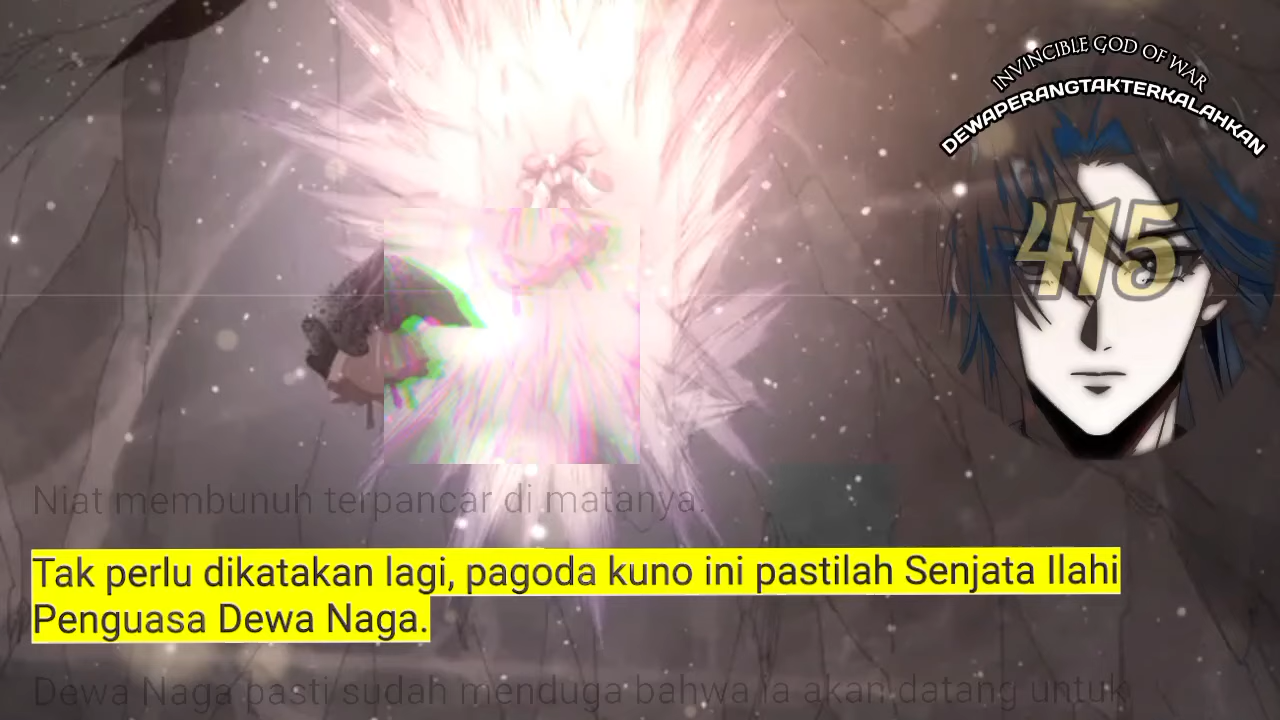 INVINCIBLE GOD OF WAR
DEWAPERANGTAKTERKALAHKAN
415
Niat membunuh terpancar di matanya.
Tak perlu dikatakan lagi, pagoda kuno ini pastilah Senjata Ilahi
Penguasa Dewa Naga.
Dewa Naga pasti sudah menduga bahwa ia akan datang untuk